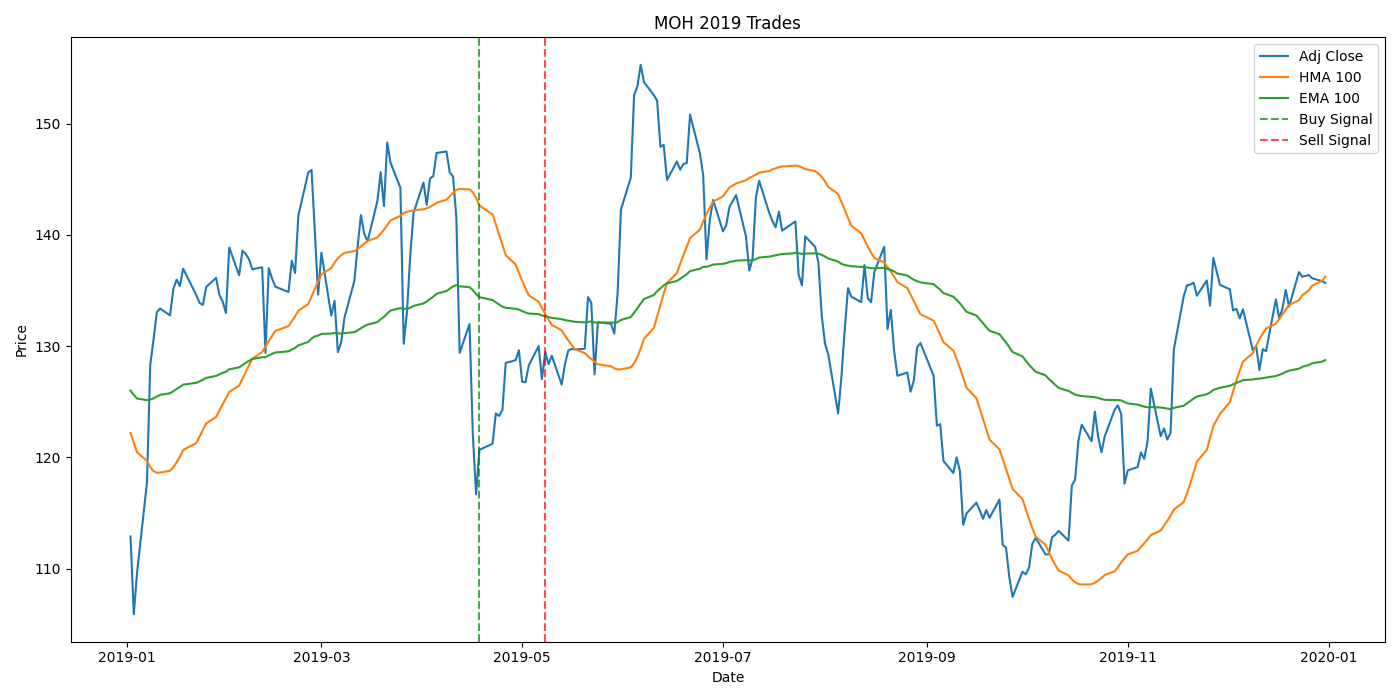 MOH 2019 Trades
Adj Close
HMA 100
EMA 100
Buy Signal
Sell Signal
Price
150
140
130
120
110
2019-01
2019-03
2019-05
2019-07
2019-09
2019-11
2020-01
Date